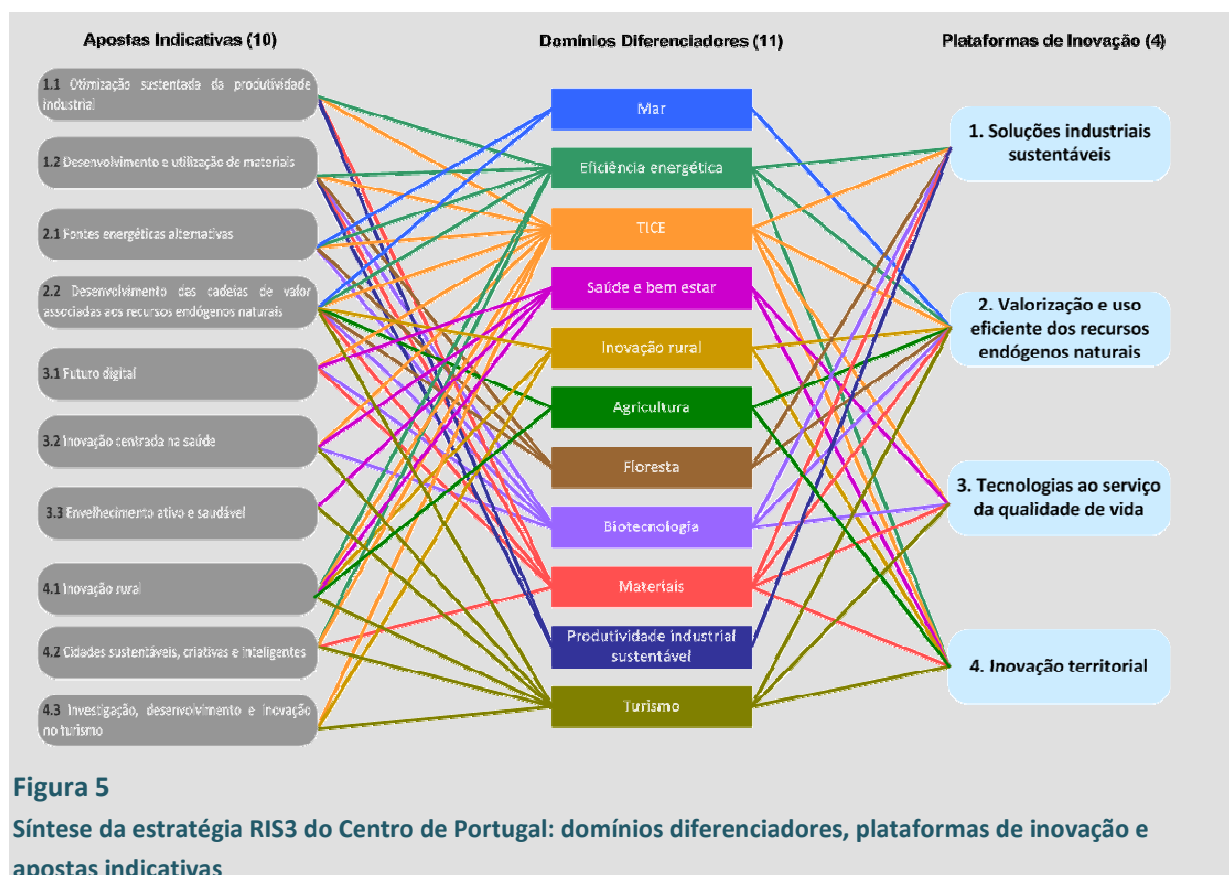 Apostas Indicativas (10)
Domínios Diferenciadores (11)
Plataformas de Inovação (4)
1.1 Otimização sustentada da produtividade
industrial
1.2 Desenvolvimento e utilização de materiais
2.1 Fontes energéticas alternativas
2.2 Desenvolvimento das cadeias de valor
associadas aos recursos endógenos naturais
3.1 Futuro digital
3.2 Inovação centrada na saúde
3.3 Envelhecimento ativo e saudável
4.1 Inovação rural
4.2 Cidades sustentáveis, criativas e inteligentes
4.3 Investigação, desenvolvimento e inovação
no turismo
Mar
Eficiência energética
TICE
Saúde e bem estar
Inovação rural
Agricultura
Floresta
Biotecnologia
Materiais
Produtividade industrial
sustentável
Turismo
1. Soluções industriais
sustentáveis
2. Valorização e uso
eficiente dos recursos
endógenos naturais
3. Tecnologias ao serviço
da qualidade de vida
4. Inovação territorial
Figura 5
Síntese da estratégia RIS3 do Centro de Portugal: domínios diferenciadores, plataformas de inovação e
apostas indicativas